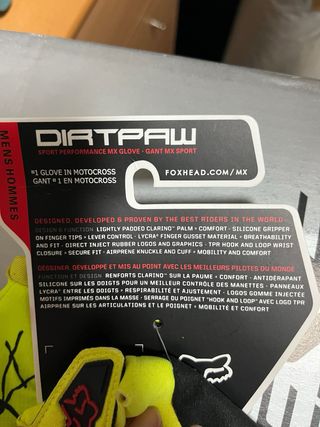 MENS HOMMES
DIRTPAW
SPORT PERFORMANCE MX GLOVE • GANT MX SPORT
#1 GLOVE IN MOTOCROSS
GANT #1 EN MOTOCROSS
FOXHEAD.COM/MX
DESIGNED, DEVELOPED & PROVEN BY THE BEST RIDERS IN THE WORLD
DESIGN & FUNCTION LIGHTLY PADDED CLARINO™ PALM = COMFORT • SILICONE GRIPPER
ON FINGER TIPS = LEVER CONTROL • LYCRA® FINGER GUSSET MATERIAL = BREATHABILITY
AND FIT • DIRECT INJECT RUBBER LOGOS AND GRAPHICS • TPR HOOK AND LOOP WRIST
CLOSURE = SECURE FIT • AIRPRENE KNUCKLE AND CUFF = MOBILITY AND COMFORT
DESSINER, DÉVELOPPÉ ET MIS AU POINT AVEC LES MEILLEURS PILOTES DU MONDE
RENFORTS CLARINO™ SUR LA PAUME = CONFORT • ANTIDÉRAPANT
SILICONE SUR LES DOIGTS POUR UN MEILLEUR CONTRÔLE DES MANETTES • PANNEAUX
LYCRA® ENTRE LES DOIGTS = RESPIRABILITÉ ET AJUSTEMENT • LOGOS GOMME INJECTÉE
MOTIFS IMPRIMÉS DANS LA MASSE • SERRAGE DU POIGNET "HOOK AND LOOP" AVEC LOGO TPR
AIRPRENE SUR LES ARTICULATIONS ET LE POIGNET = MOBILITÉ ET CONFORT